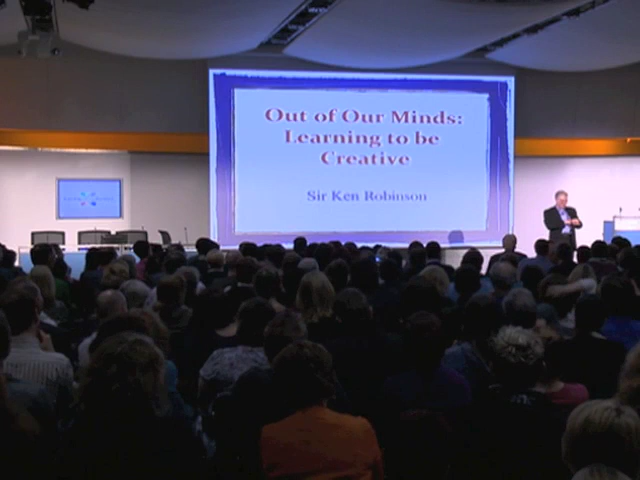 Out of Our Minds:
Learning to be
Creative
Sir Ken Robinson